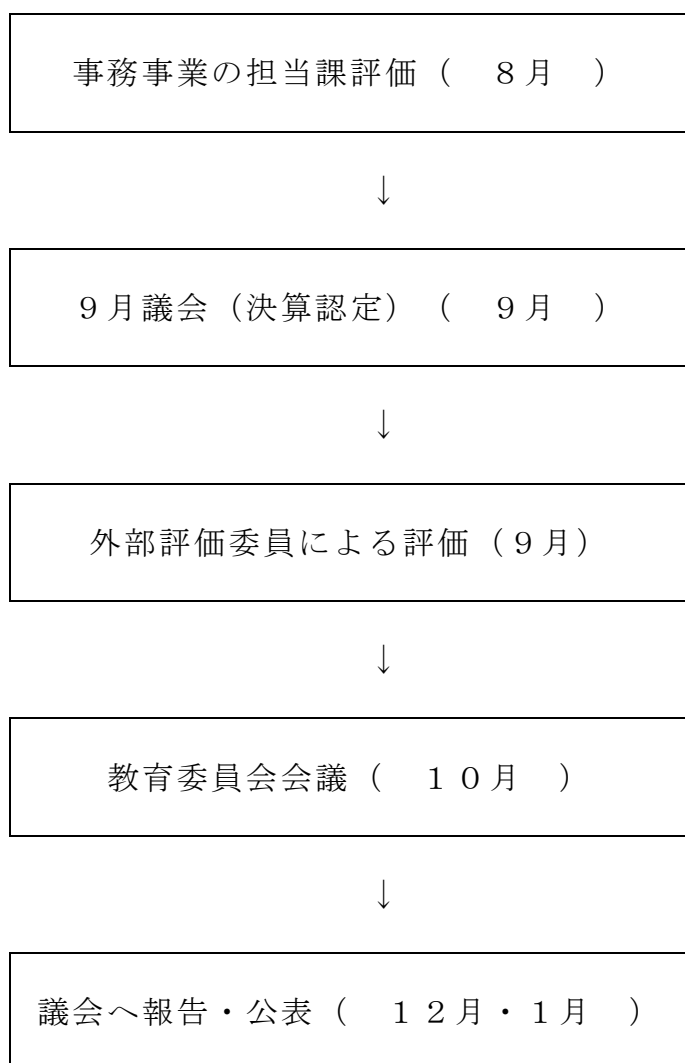 事務事業の担当課評価（　８月　）
↓
９月議会（決算認定）（　９月　）
↓
外部評価委員による評価（９月）
↓
教育委員会会議（　１０月　）
↓
議会へ報告・公表（　１２月・１月　）